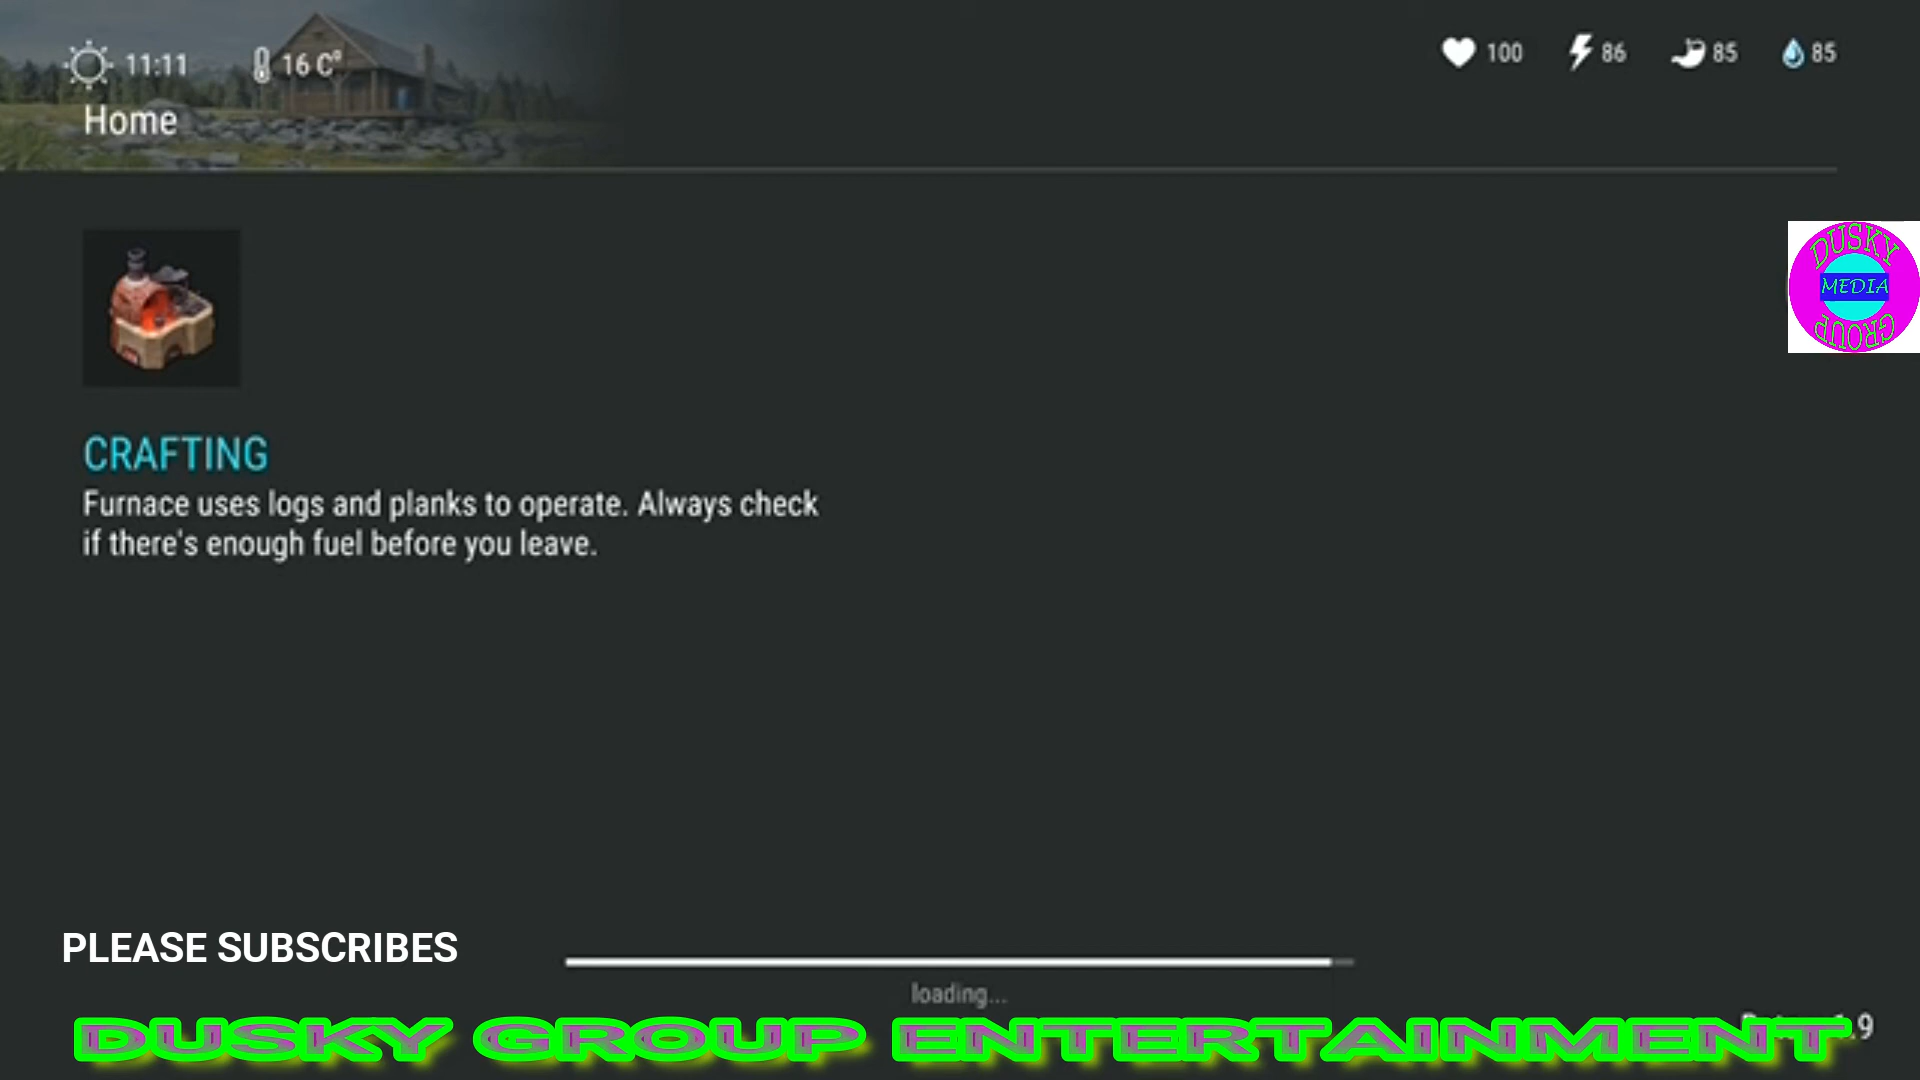 11:11 16 C°
100 86 85 85
Home
DUSKY
MEDIA
GROUP
CRAFTING
Furnace uses logs and planks to operate. Always check
if there's enough fuel before you leave.
PLEASE SUBSCRIBES
loading...
DUSKY GROUP ENTERTAINMENT